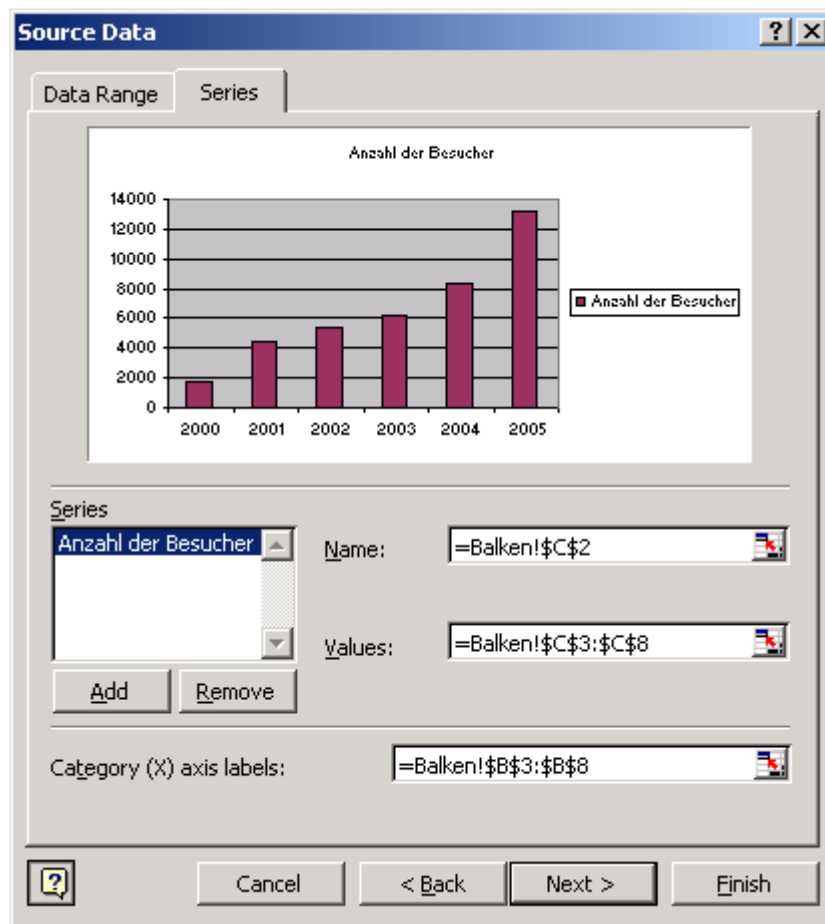 Source Data
Data Range Series
Anzahl der Besucher
14000
12000
10000
8000
6000
4000
2000
0
2000 2001 2002 2003 2004 2005
Anzahl der Besucher
Series
Anzahl der Besucher
Name: =Balken!$C$2
Values: =Balken!$C$3:$C$8
Add Remove
Category (X) axis labels: =Balken!$B$3:$B$8
Cancel < Back Next > Finish